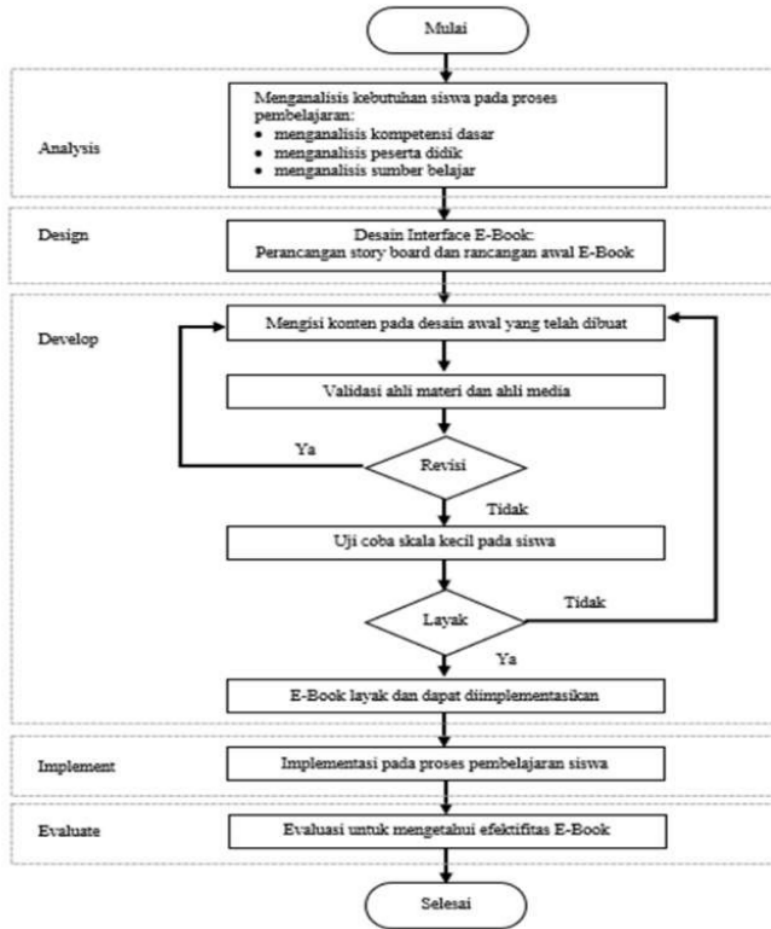 Mulai
Analysis
Menganalisis kebutuhan siswa pada proses
pembelajaran:
• menganalisis kompetensi dasar
• menganalisis peserta didik
• menganalisis sumber belajar
Design
Desain Interface E-Book:
Perancangan story board dan rancangan awal E-Book
Develop
Mengisi konten pada desain awal yang telah dibuat
Validasi ahli materi dan ahli media
Ya
Revisi
Tidak
Uji coba skala kecil pada siswa
Layak
Tidak
Ya
E-Book layak dan dapat diimplementasikan
Implement
Implementasi pada proses pembelajaran siswa
Evaluate
Evaluasi untuk mengetahui efektifitas E-Book
Selesai